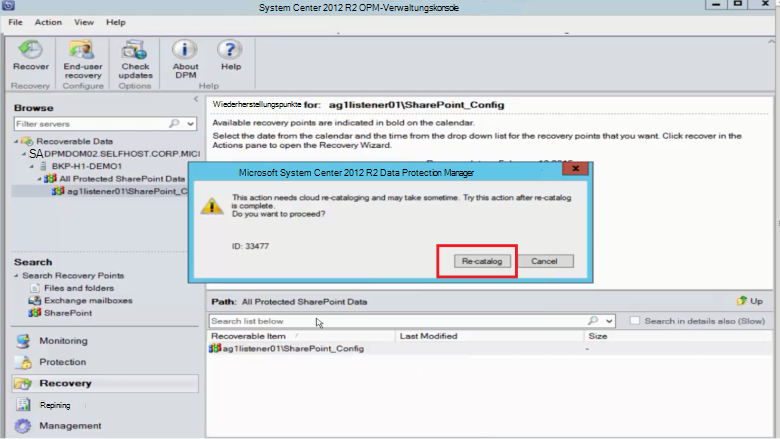 System Center 2012 R2 OPM-Verwaltungskonsole
File Action View Help
Recover
End-user recovery
Check updates
About DPM
Help
Recovery Configure Options Help
Browse
Filter servers
Recoverable Data
SADPMDOM02.SELFHOST.CORP.MICI
BKP-H1-DEMO1
All Protected SharePoint Data
ag1listener01\SharePoint_C
Search
Search Recovery Points
Files and folders
Exchange mailboxes
SharePoint
Monitoring
Protection
Recovery
Repining
Management
Wiederherstellungspunkte for: ag1listener01\SharePoint_Config
Available recovery points are indicated in bold on the calendar.
Select the date from the calendar and the time from the drop down list for the recovery points that you want. Click recover in the
Actions pane to open the Recovery Wizard.
Microsoft System Center 2012 R2 Data Protection Manager
This action needs cloud re-cataloging and may take sometime. Try this action after re-catalog
is complete.
Do you want to proceed?
ID: 33477
Re-catalog Cancel
Path: All Protected SharePoint Data Up
Search list below Search in details also (Slow)
Recoverable Item Last Modified Size
ag1listener01\SharePoint_Config -